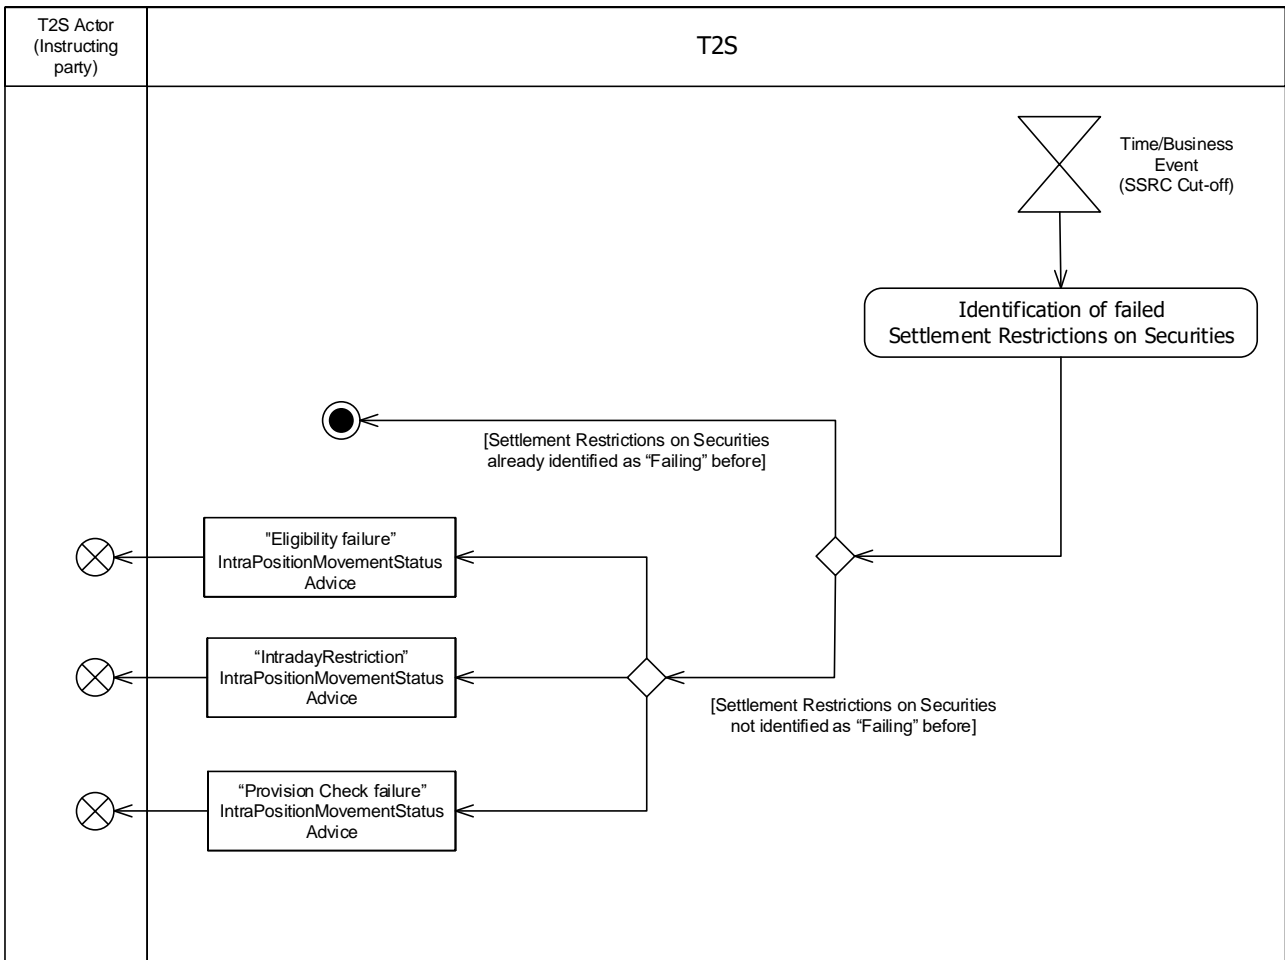 T2S Actor
(Instructing
party)
T2S
Time/Business
Event
(SSRC Cut-off)
Identification of failed
Settlement Restrictions on Securities
[Settlement Restrictions on Securities
already identified as “Failing” before]
"Eligibility failure”
IntraPositionMovementStatus
Advice
“IntradayRestriction”
IntraPositionMovementStatus
Advice
[Settlement Restrictions on Securities
not identified as “Failing” before]
“Provision Check failure”
IntraPositionMovementStatus
Advice